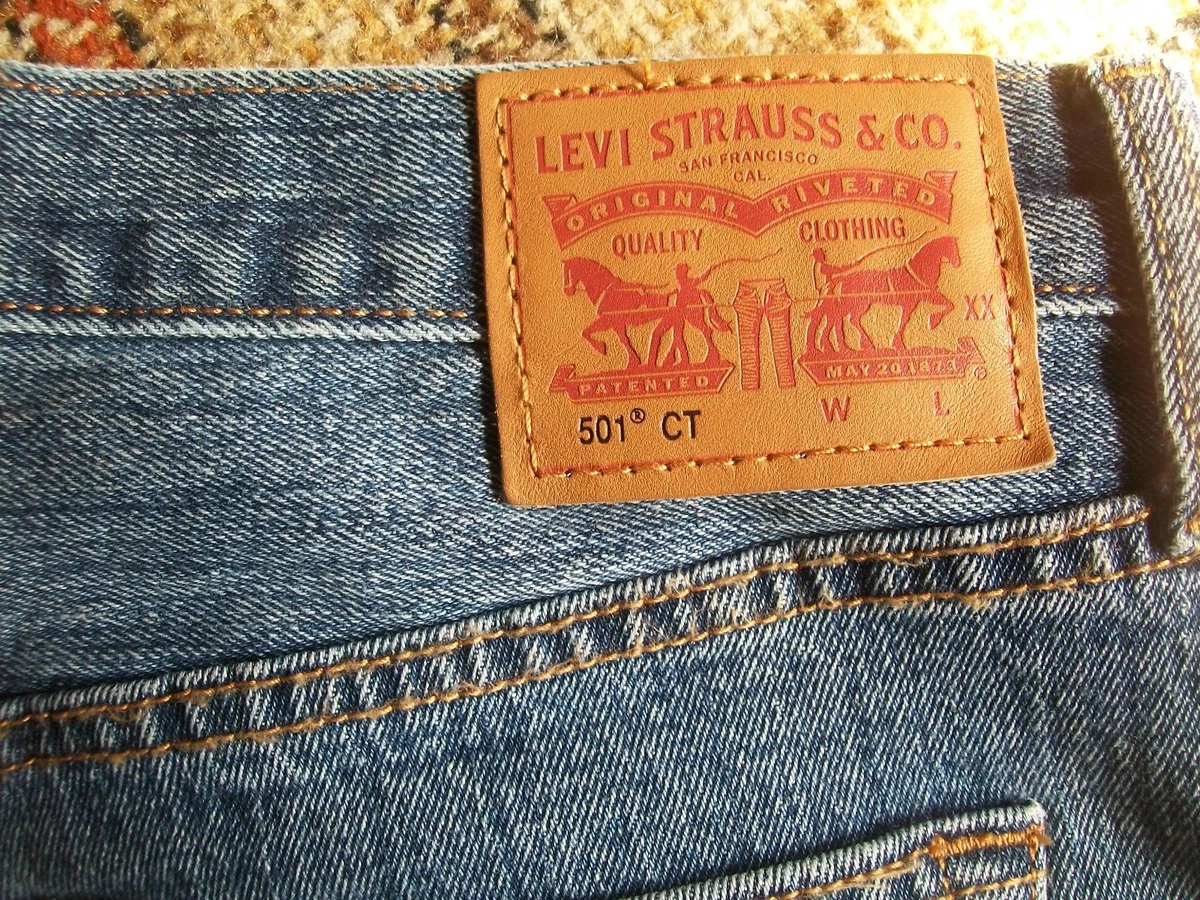 LEVI STRAUSS & CO.
SAN FRANCISCO
CAL.
ORIGINAL RIVETED
QUALITY CLOTHING
XX
PATENTED MAY 20 1873
501® CT W L